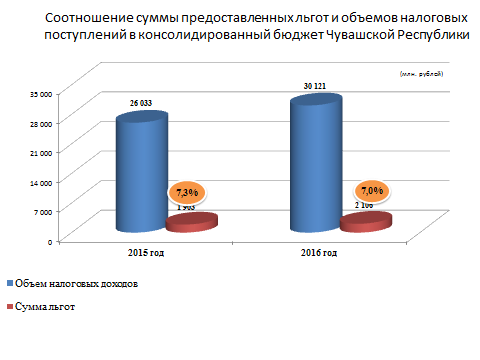 Соотношение суммы предоставленных льгот и объемов налоговых
поступлений в консолидированный бюджет Чувашской Республики
(млн. рублей)
35 000
28 000
21 000
14 000
7 000
0
26 033
7,3%
30 121
7,0%
2015 год
2016 год
Объем налоговых доходов
Сумма льгот